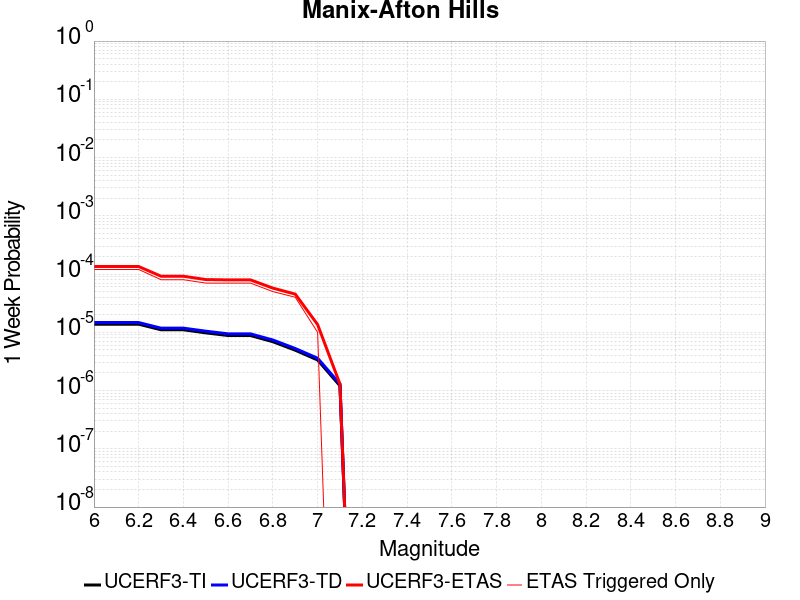 Manix-Afton Hills
1 Week Probability
10^0
10^-1
10^-2
10^-3
10^-4
10^-5
10^-6
10^-7
10^-8
6 6.2 6.4 6.6 6.8 7 7.2 7.4 7.6 7.8 8 8.2 8.4 8.6 8.8 9
Magnitude
UCERF3-TI UCERF3-TD UCERF3-ETAS ETAS Triggered Only